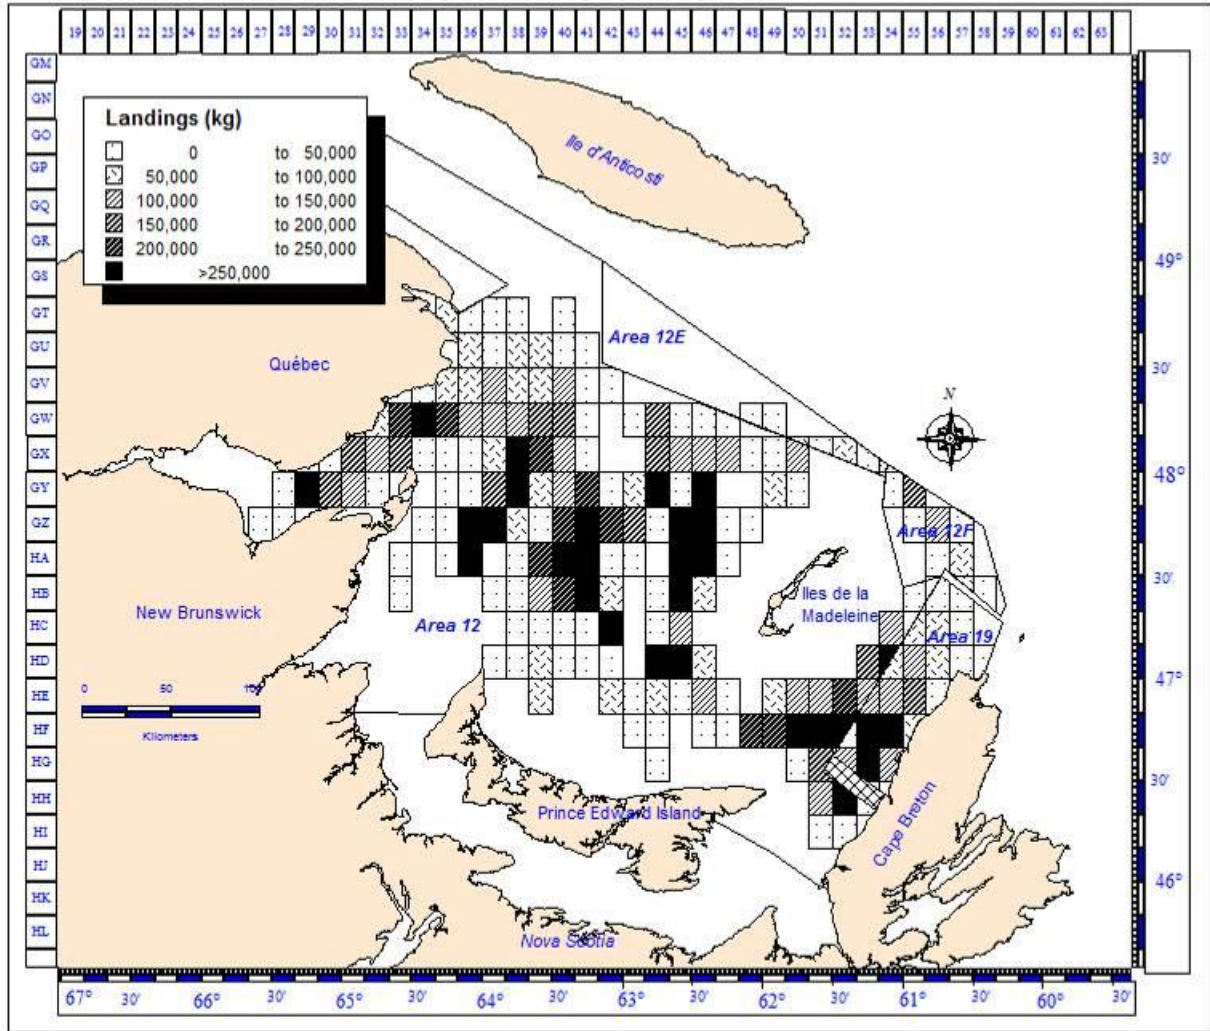 19 20 21 22 23 24 25 26 27 28 29 30 31 32 33 34 35 36 37 38 39 40 41 42 43 44 45 46 47 48 49 50 51 52 53 54 55 56 57 58 59 60 61 62 63
GM
GN
GO
GP
GQ
GR
GS
GT
GU
GV
GW
GX
GY
GZ
HA
HB
HC
HD
HE
HF
HG
HH
HI
HJ
HK
HL
Landings (kg)
0 to 50,000
50,000 to 100,000
100,000 to 150,000
150,000 to 200,000
200,000 to 250,000
>250,000
Ile d'Anticosti
Area 12E
Québec
N
Area 12F
Iles de la
Madeleine
New Brunswick
Area 12
Area 19
0 50 100
Kilometers
Prince Edward Island
Cape Breton
Nova Scotia
30'
49°
30'
48°
30'
47°
30'
46°
67° 30' 66° 30' 65° 30' 64° 30' 63° 30' 62° 30' 61° 30' 60° 30'